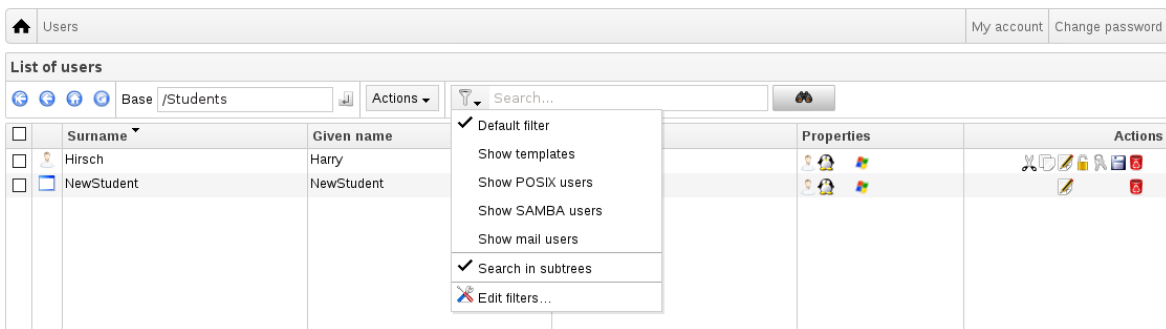 Users My account Change password
List of users
Base /Students Actions Search...
Surname Given name Properties Actions
Hirsch Harry
NewStudent NewStudent
Default filter
Show templates
Show POSIX users
Show SAMBA users
Show mail users
Search in subtrees
Edit filters...